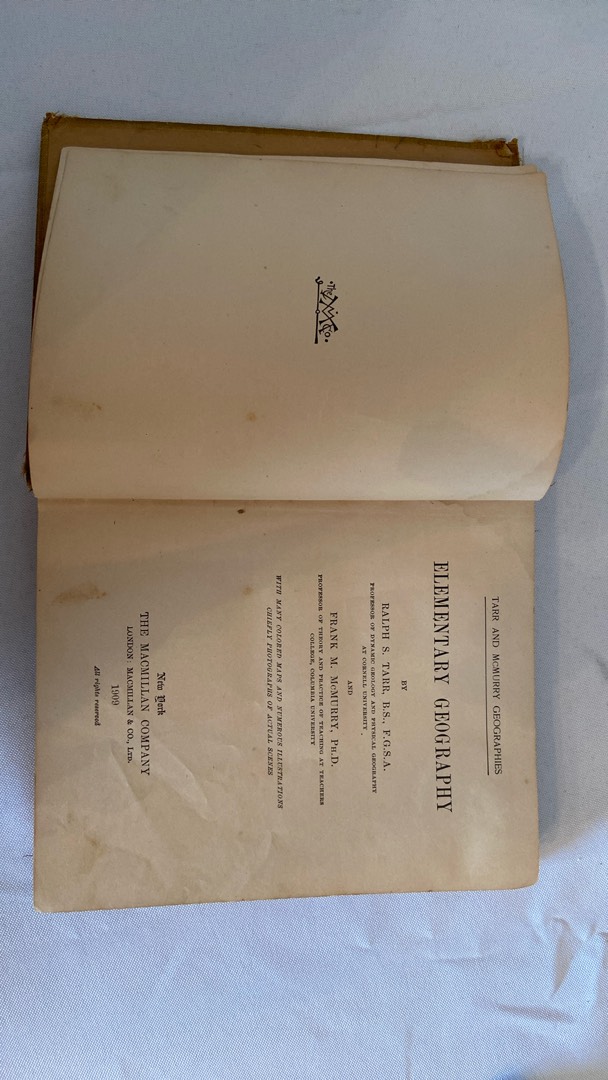 The M Co.
TARR AND McMURRY GEOGRAPHIES
ELEMENTARY GEOGRAPHY
BY
RALPH S. TARR, B.S., F.G.S.A.
PROFESSOR OF DYNAMIC GEOLOGY AND PHYSICAL GEOGRAPHY
AT CORNELL UNIVERSITY
AND
FRANK M. McMURRY, PH.D.
PROFESSOR OF THEORY AND PRACTICE OF TEACHING AT TEACHERS
COLLEGE, COLUMBIA UNIVERSITY
WITH MANY COLORED MAPS AND NUMEROUS ILLUSTRATIONS
CHIEFLY PHOTOGRAPHS OF ACTUAL SCENES
New York
THE MACMILLAN COMPANY
LONDON: MACMILLAN & CO., LTD.
1909
All rights reserved